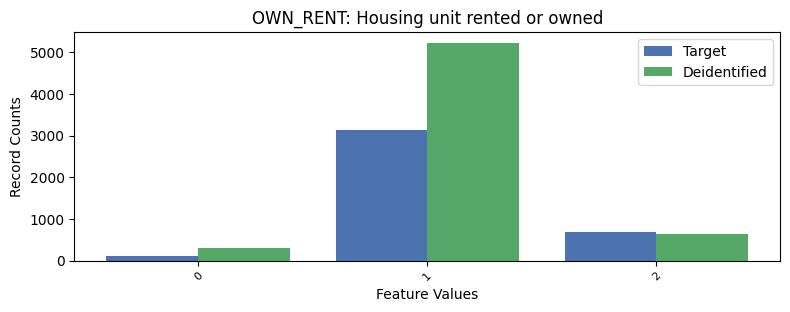 OWN_RENT: Housing unit rented or owned
Target
Deidentified
Record Counts
5000
4000
3000
2000
1000
0
0
1
2
Feature Values